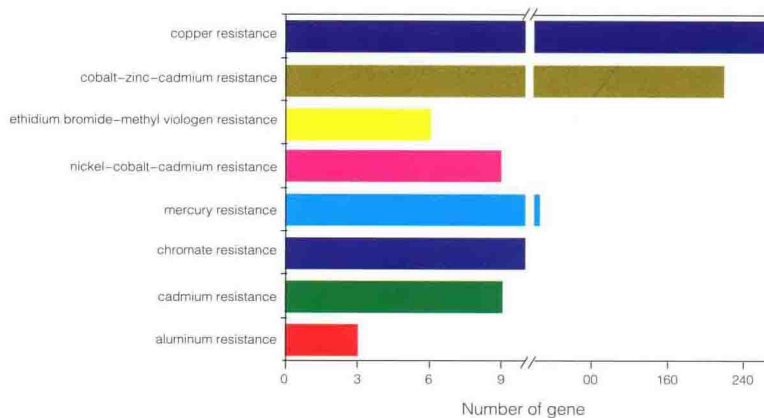 copper resistance
cobalt–zinc–cadmium resistance
ethidium bromide–methyl viologen resistance
nickel–cobalt–cadmium resistance
mercury resistance
chromate resistance
cadmium resistance
aluminum resistance
0 3 6 9 00 160 240
Number of gene